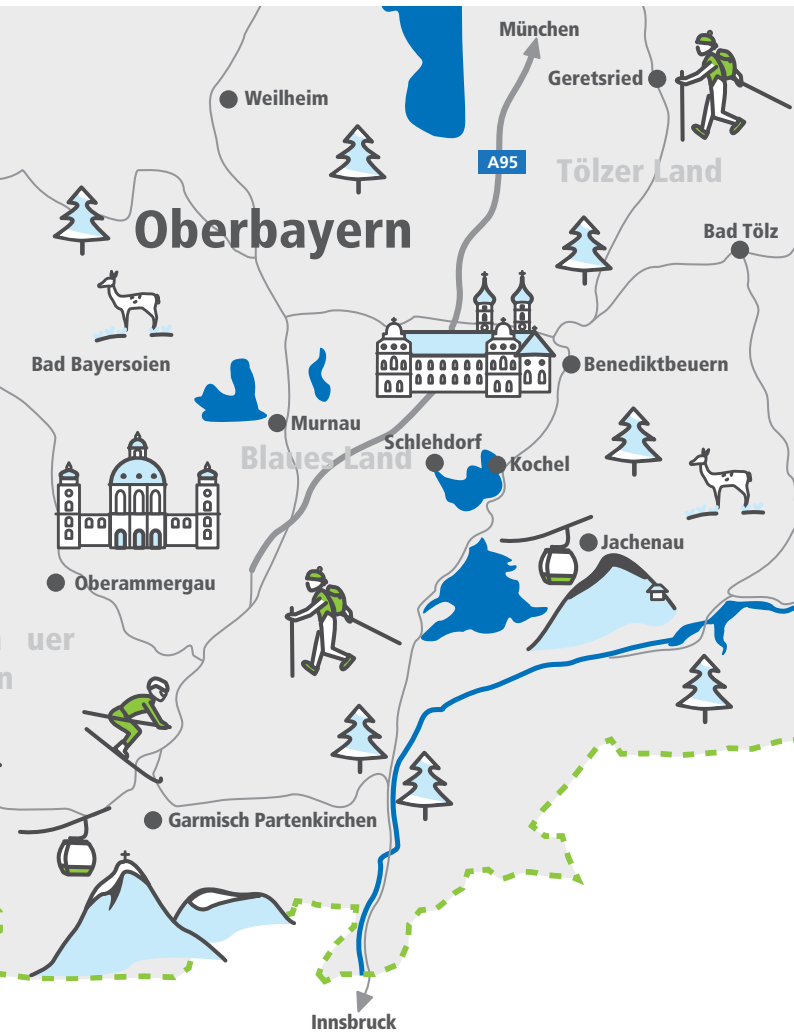 München
Geretsried
Weilheim
A95
Tölzer Land
Oberbayern
Bad Tölz
Bad Bayersoien
Benediktbeuern
Murnau
Schlehdorf
Blaues Land
Kochel
Jachenau
Oberammergau
uer
n
Garmisch Partenkirchen
Innsbruck